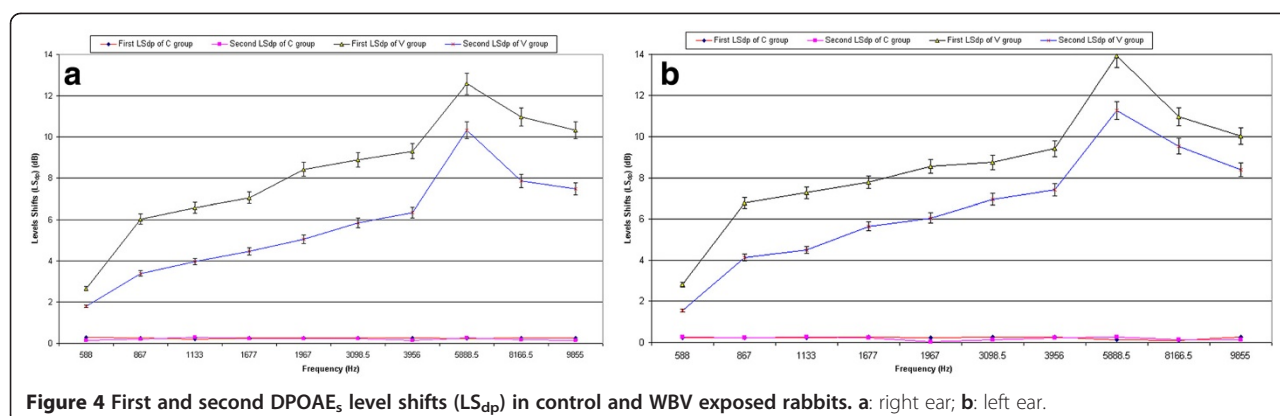 First LSdp of C group Second LSdp of C group First LSdp of V group Second LSdp of V group
a
14
12
10
8
6
4
2
0
Levels Shifts (LSdp) (dB)
588 867 1133 1677 1967 3098.5 3956 5888.5 8166.5 9855
Frequency (Hz)
First LSdp of C group Second LSdp of C group First LSdp of V group Second LSdp of V group
b
14
12
10
8
6
4
2
0
588 867 1133 1677 1967 3098.5 3956 5888.5 8166.5 9855
Frequency (Hz)
Figure 4 First and second DPOAEs level shifts (LSdp) in control and WBV exposed rabbits. a: right ear; b: left ear.